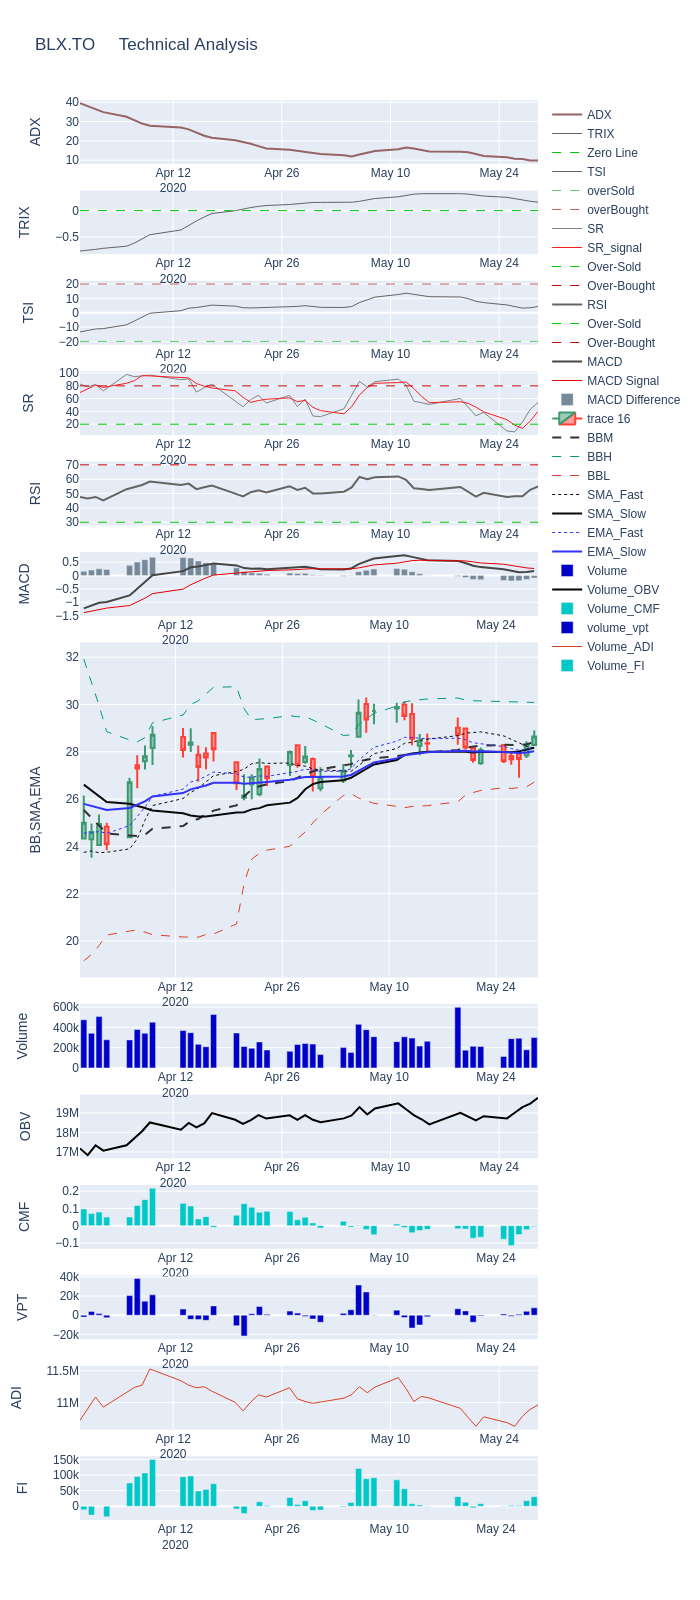 BLX.TO Technical Analysis
ADX
40
30
20
10
Apr 12
2020
Apr 26
May 10
May 24
TRIX
0
−0.5
Apr 12
2020
Apr 26
May 10
May 24
TSI
20
10
0
−10
−20
Apr 12
2020
Apr 26
May 10
May 24
SR
100
80
60
40
20
Apr 12
2020
Apr 26
May 10
May 24
RSI
70
60
50
40
30
Apr 12
2020
Apr 26
May 10
May 24
MACD
0.5
0
−0.5
−1
−1.5
Apr 12
2020
Apr 26
May 10
May 24
BB,SMA,EMA
32
30
28
26
24
22
20
Apr 12
2020
Apr 26
May 10
May 24
Volume
600k
400k
200k
0
Apr 12
2020
Apr 26
May 10
May 24
OBV
19M
18M
17M
Apr 12
2020
Apr 26
May 10
May 24
CMF
0.2
0.1
0
−0.1
Apr 12
2020
Apr 26
May 10
May 24
VPT
40k
20k
0
−20k
Apr 12
2020
Apr 26
May 10
May 24
ADI
11.5M
11M
Apr 12
2020
Apr 26
May 10
May 24
FI
150k
100k
50k
0
Apr 12
2020
Apr 26
May 10
May 24
ADX
TRIX
Zero Line
TSI
overSold
overBought
SR
SR_signal
Over-Sold
Over-Bought
RSI
Over-Sold
Over-Bought
MACD
MACD Signal
MACD Difference
trace 16
BBM
BBH
BBL
SMA_Fast
SMA_Slow
EMA_Fast
EMA_Slow
Volume
Volume_OBV
Volume_CMF
volume_vpt
Volume_ADI
Volume_FI